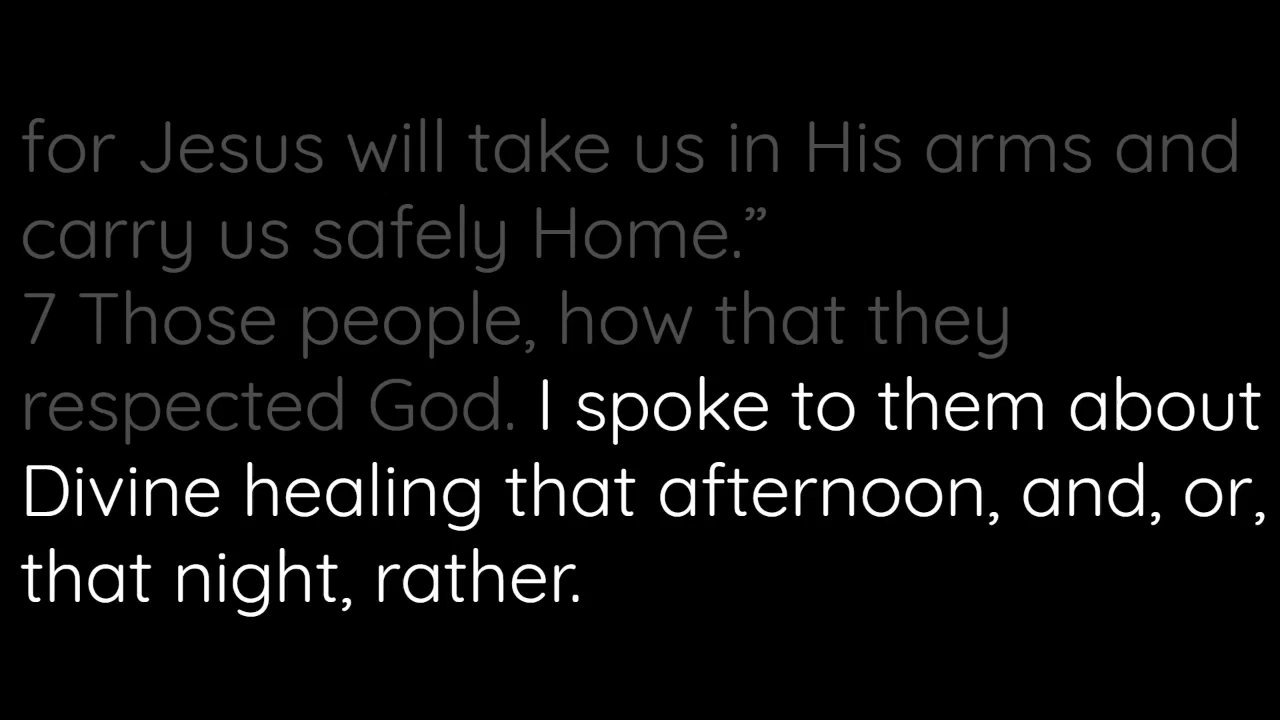 for Jesus will take us in His arms and
carry us safely Home.”
7 Those people, how that they
respected God. I spoke to them about
Divine healing that afternoon, and, or,
that night, rather.